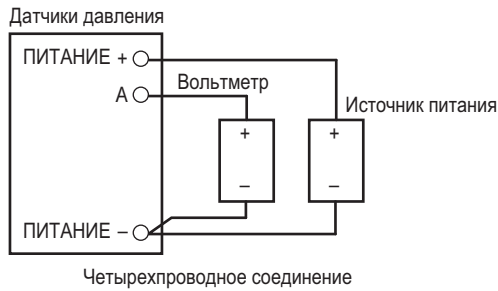 Датчики давления
ПИТАНИЕ +
Вольтметр
A
Источник питания
+ +
– –
ПИТАНИЕ –
Четырехпроводное соединение